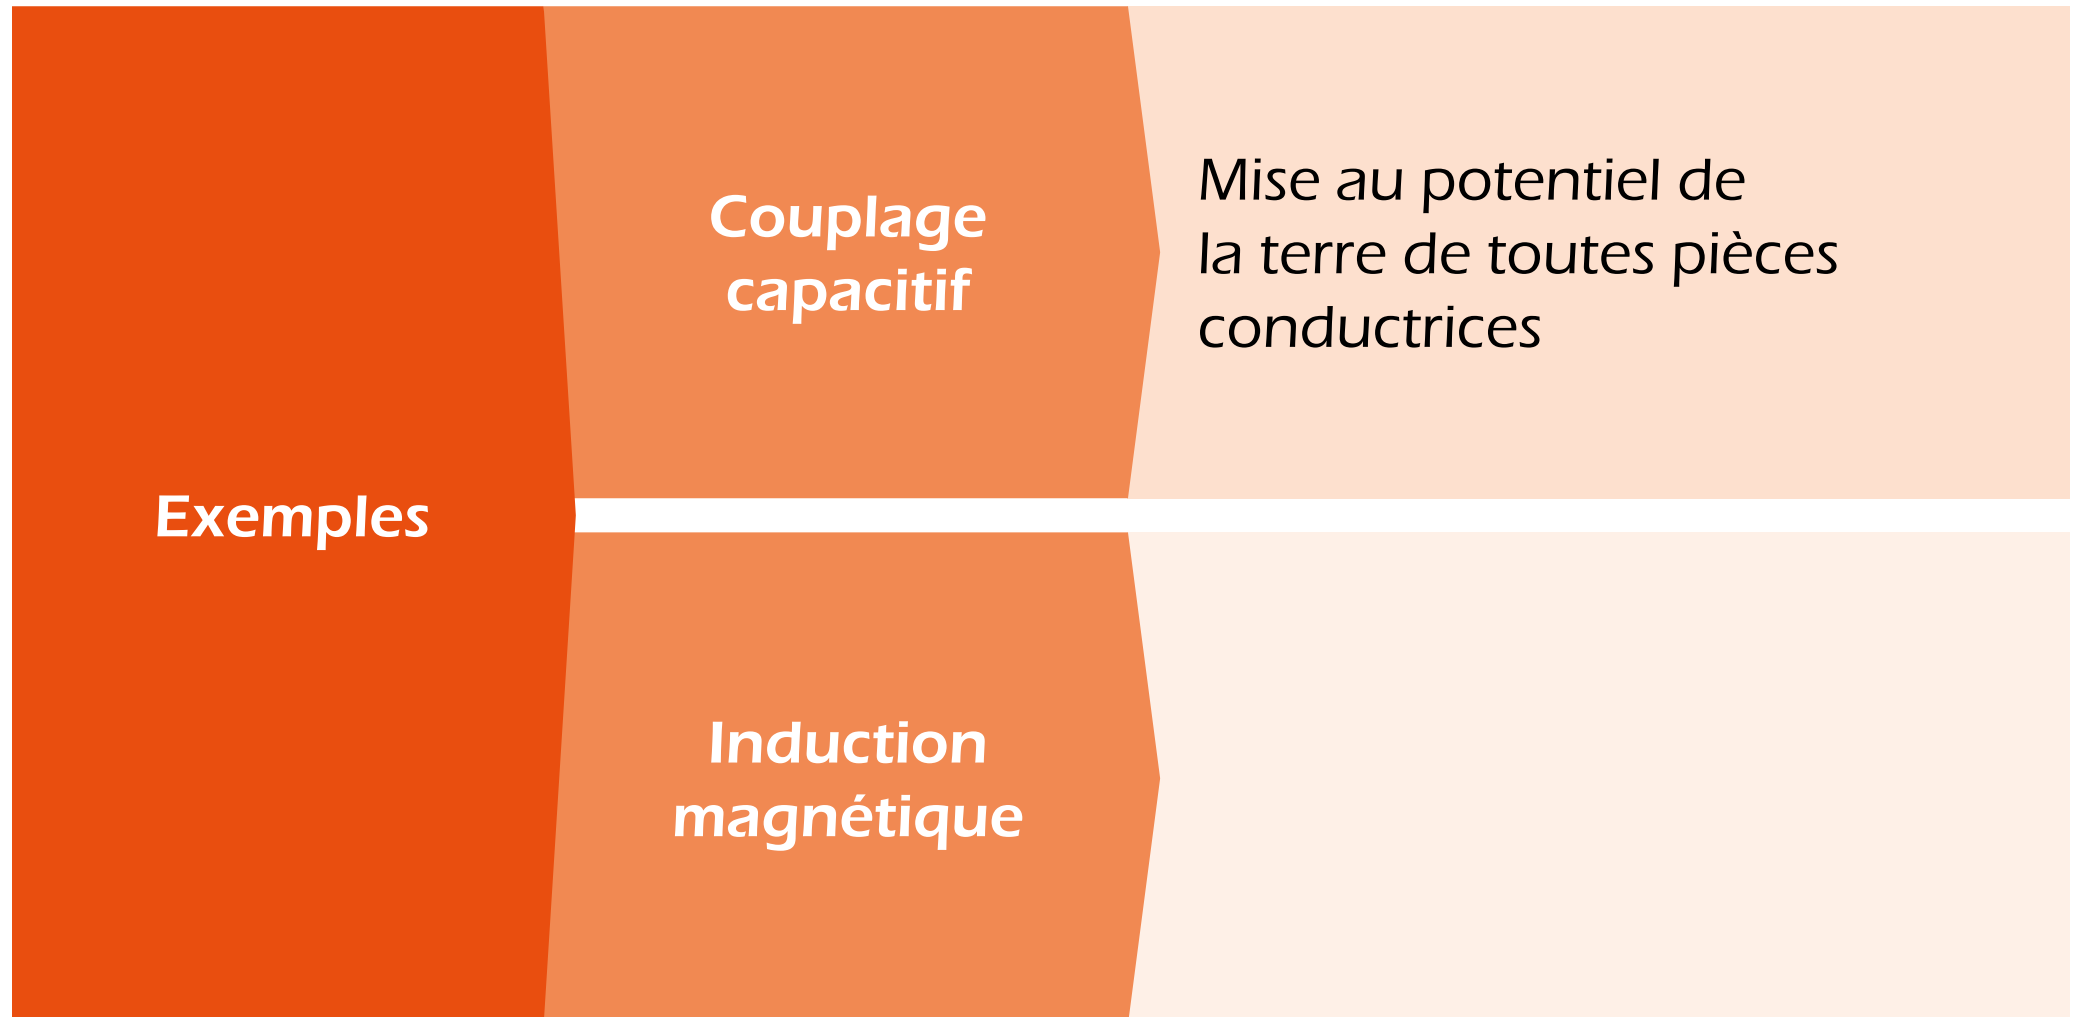 Exemples
Couplage
capacitif
Mise au potentiel de
la terre de toutes pièces
conductrices
Induction
magnétique